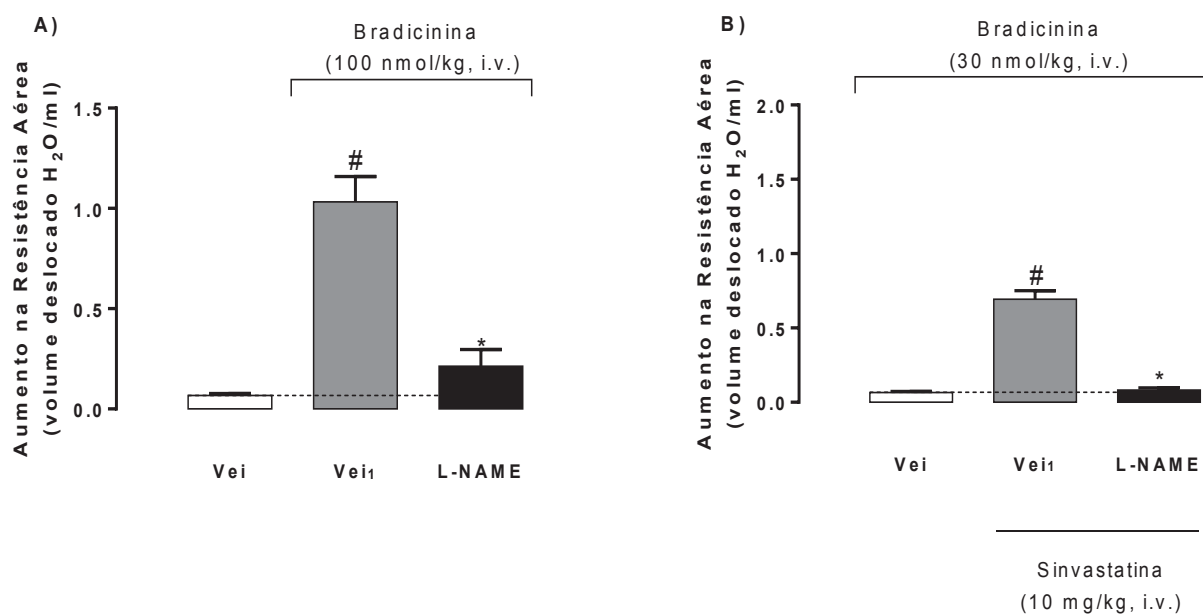 A)
Bradicinina
(100 nmol/kg, i.v.)
Aumento na Resistência Aérea
(volume deslocado H₂O/ml)
1.5
1.0
0.5
0.0
#
*
Vei
Vei₁
L-NAME
B)
Bradicinina
(30 nmol/kg, i.v.)
Aumento na Resistência Aérea
(volume deslocado H₂O/ml)
2.0
1.5
1.0
0.5
0.0
#
*
Vei
Vei₁
L-NAME
Sinvastatina
(10 mg/kg, i.v.)